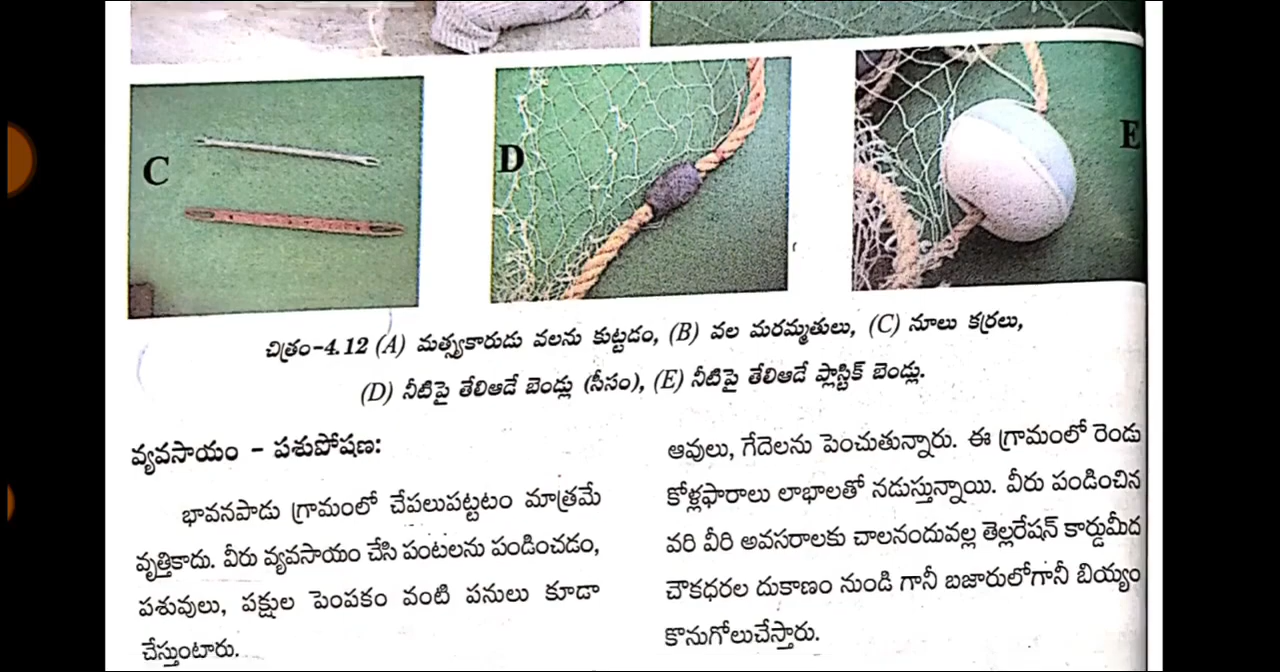 C
D
E
చిత్రం-4.12 (A) మత్స్యకారుడు వలను కుట్టడం, (B) వల మరమ్మతులు, (C) నూలు కర్రలు,
(D) నీటిపై తేలిఆడే బెండ్లు (సీసం), (E) నీటిపై తేలిఆడే ప్లాస్టిక్ బెండ్లు.
వ్యవసాయం - పశుపోషణ:
భావనపాడు గ్రామంలో చేపలుపట్టటం మాత్రమే
వృత్తికాదు. వీరు వ్యవసాయం చేసి పంటలను పండించడం,
పశువులు, పక్షుల పెంపకం వంటి పనులు కూడా
చేస్తుంటారు.
ఆవులు, గేదెలను పెంచుతున్నారు. ఈ గ్రామంలో రెండు
కోళ్లఫారాలు లాభాలతో నడుస్తున్నాయి. వీరు పండించిన
వరి వీరి అవసరాలకు చాలనందువల్ల తెల్లరేషన్ కార్డుమీద
చౌకధరల దుకాణం నుండి గానీ బజారులోగానీ బియ్యం
కొనుగోలుచేస్తారు.